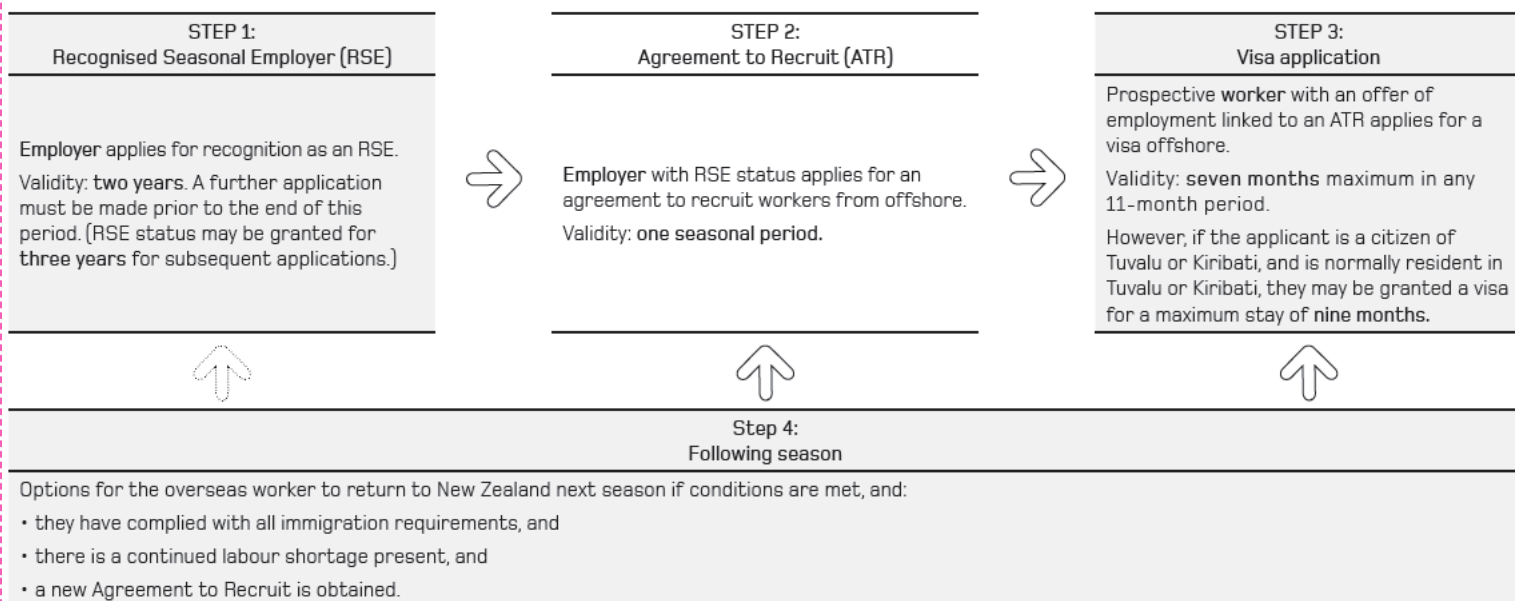 STEP 1:
Recognised Seasonal Employer (RSE)
Employer applies for recognition as an RSE.
Validity: two years. A further application
must be made prior to the end of this
period. (RSE status may be granted for
three years for subsequent applications.)
STEP 2:
Agreement to Recruit (ATR)
Employer with RSE status applies for an
agreement to recruit workers from offshore.
Validity: one seasonal period.
STEP 3:
Visa application
Prospective worker with an offer of
employment linked to an ATR applies for a
visa offshore.
Validity: seven months maximum in any
11-month period.
However, if the applicant is a citizen of
Tuvalu or Kiribati, and is normally resident in
Tuvalu or Kiribati, they may be granted a visa
for a maximum stay of nine months.
Step 4:
Following season
Options for the overseas worker to return to New Zealand next season if conditions are met, and:
• they have complied with all immigration requirements, and
• there is a continued labour shortage present, and
• a new Agreement to Recruit is obtained.